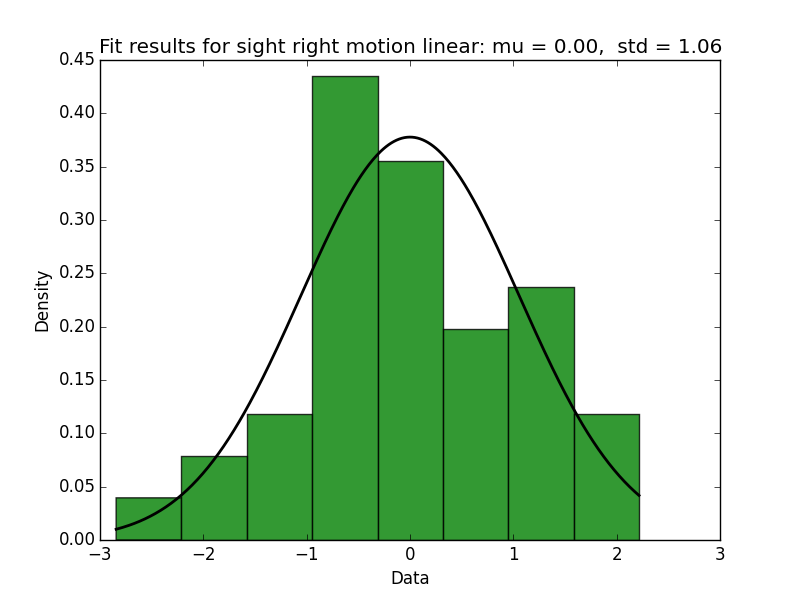 Fit results for sight right motion linear: mu = 0.00,  std = 1.06
0.45
0.40
0.35
0.30
0.25
0.20
0.15
0.10
0.05
0.00
Density
−3 −2 −1 0 1 2 3
Data